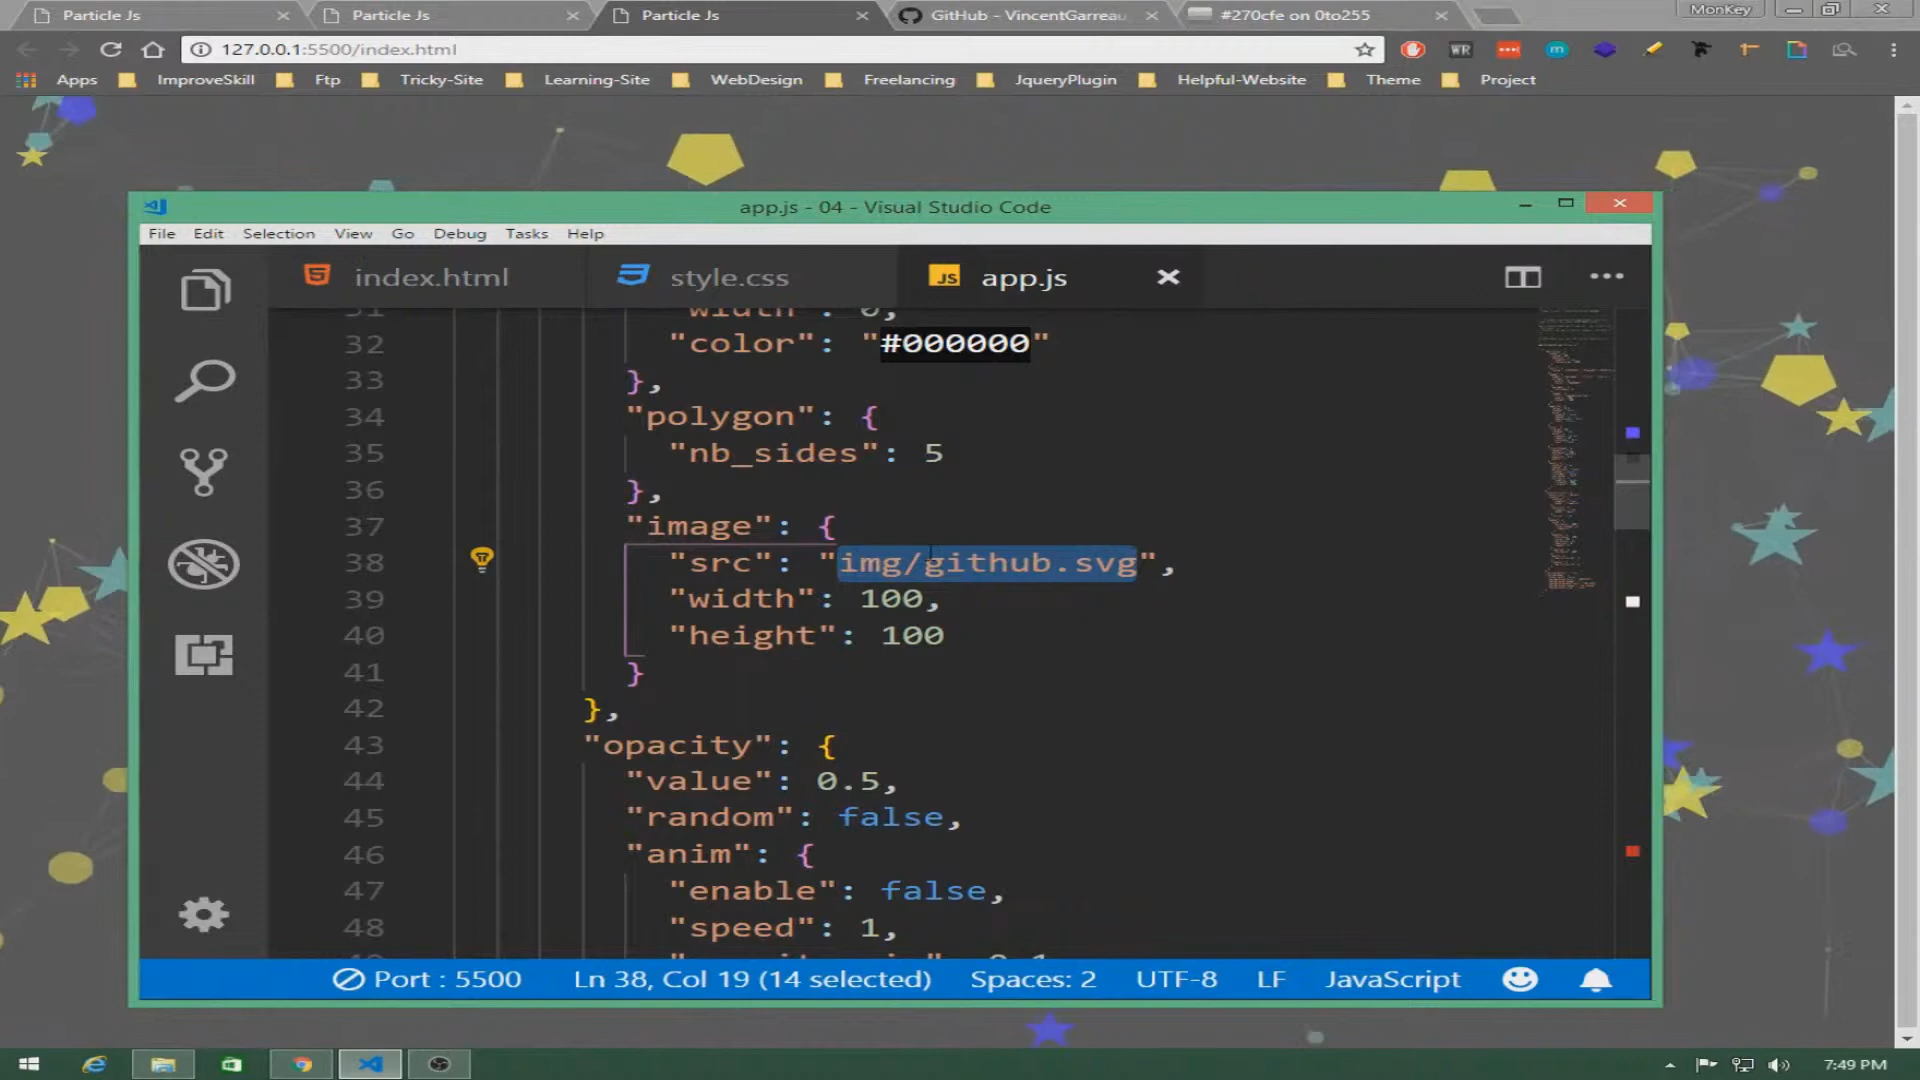 Particle Js
Particle Js
Particle Js
GitHub - VincentGarreau
#270cfe on 0to255
MonKey
127.0.0.1:5500/index.html
WR
m
Apps ImproveSkill Ftp Tricky-Site Learning-Site WebDesign Freelancing JqueryPlugin Helpful-Website Theme Project
app.js - 04 - Visual Studio Code
File Edit Selection View Go Debug Tasks Help
index.html style.css JS app.js
31 "width": 0,
32 "color": "#000000"
33 },
34 "polygon": {
35 "nb_sides": 5
36 },
37 "image": {
38 "src": "img/github.svg",
39 "width": 100,
40 "height": 100
41 }
42 },
43 "opacity": {
44 "value": 0.5,
45 "random": false,
46 "anim": {
47 "enable": false,
48 "speed": 1,
Port : 5500 Ln 38, Col 19 (14 selected) Spaces: 2 UTF-8 LF JavaScript
7:49 PM